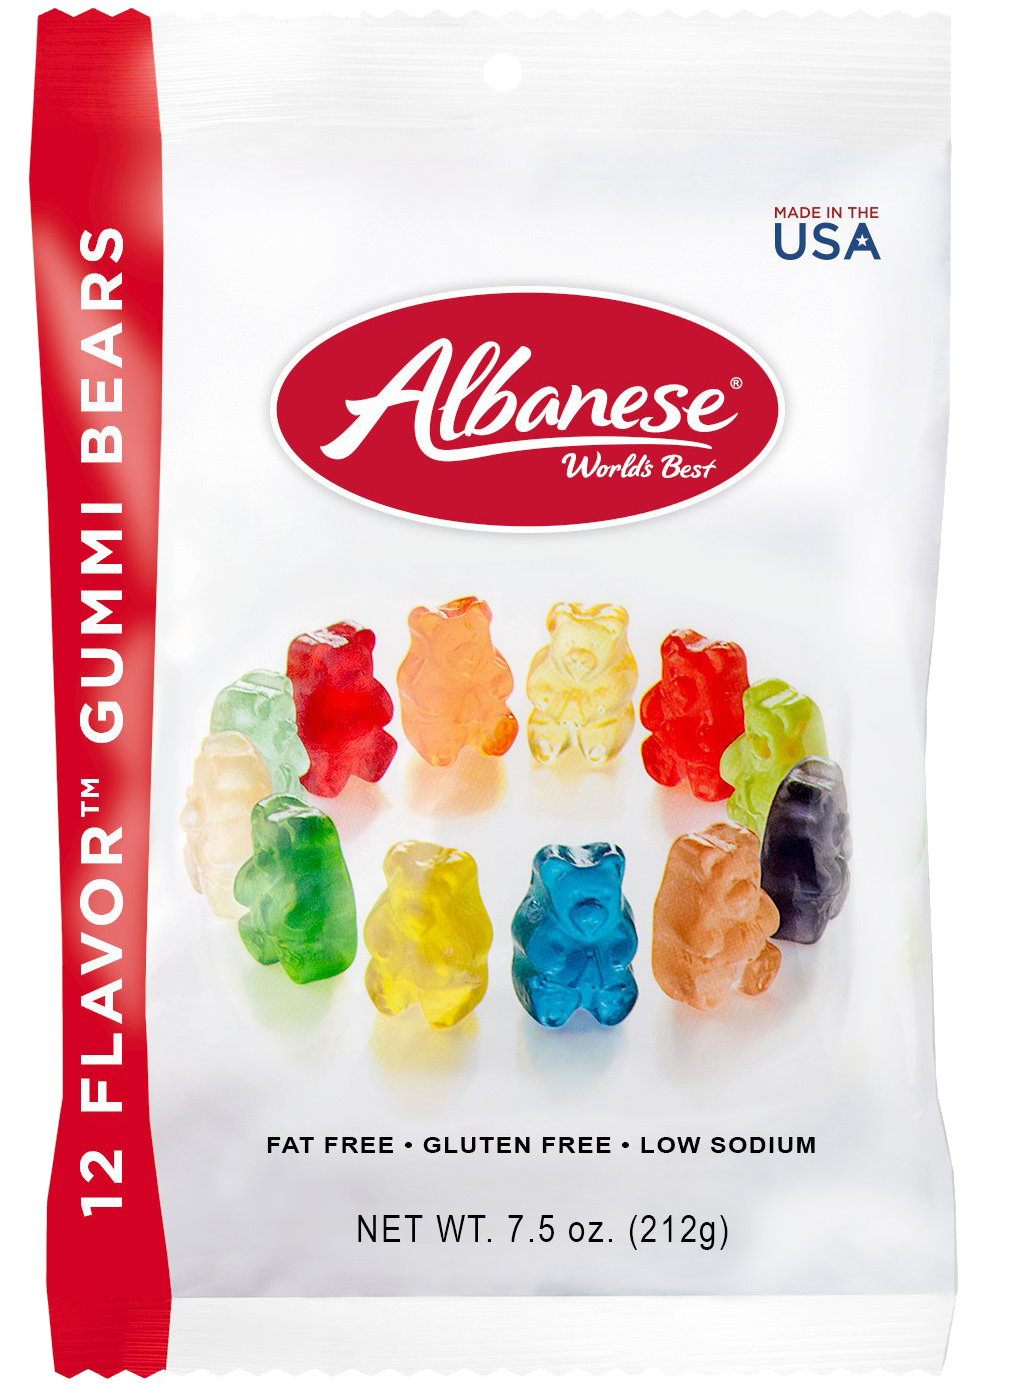 12 FLAVOR™ GUMMI BEARS
MADE IN THE
USA
Albanese®
World's Best
FAT FREE • GLUTEN FREE • LOW SODIUM
NET WT. 7.5 oz. (212g)